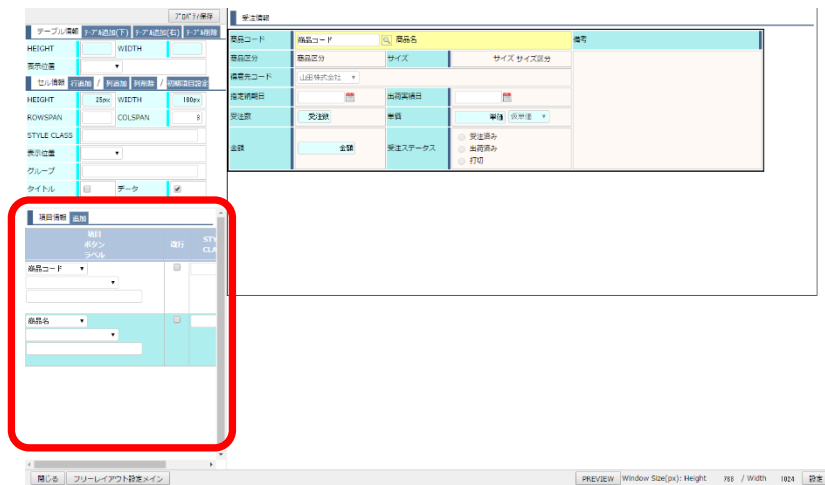 ﾌﾟﾛﾊﾟﾃｨ保存
テーブル情報 ﾃｰﾌﾞﾙ追加(下) ﾃｰﾌﾞﾙ追加(右) ﾃｰﾌﾞﾙ削除
HEIGHT WIDTH
表示位置
セル情報 行追加 / 列追加 列削除 / 初期項目設定
HEIGHT 25px WIDTH 100px
ROWSPAN COLSPAN 8
STYLE CLASS
表示位置
グループ
タイトル データ
項目情報 追加
項目
ボタン
ラベル
改行
STY
CLA
商品コード
商品名
受注情報
商品コード 商品コード 商品名 備考
商品区分 商品区分 サイズ サイズ サイズ区分
得意先コード 山田株式会社
指定納期日 出荷実績日
受注数 受注数 単価 単価 仮単価
金額 金額 受注ステータス
受注済み
出荷済み
打切
閉じる フリーレイアウト設定メイン
PREVIEW Window Size(px): Height 788 / Width 1024 設定